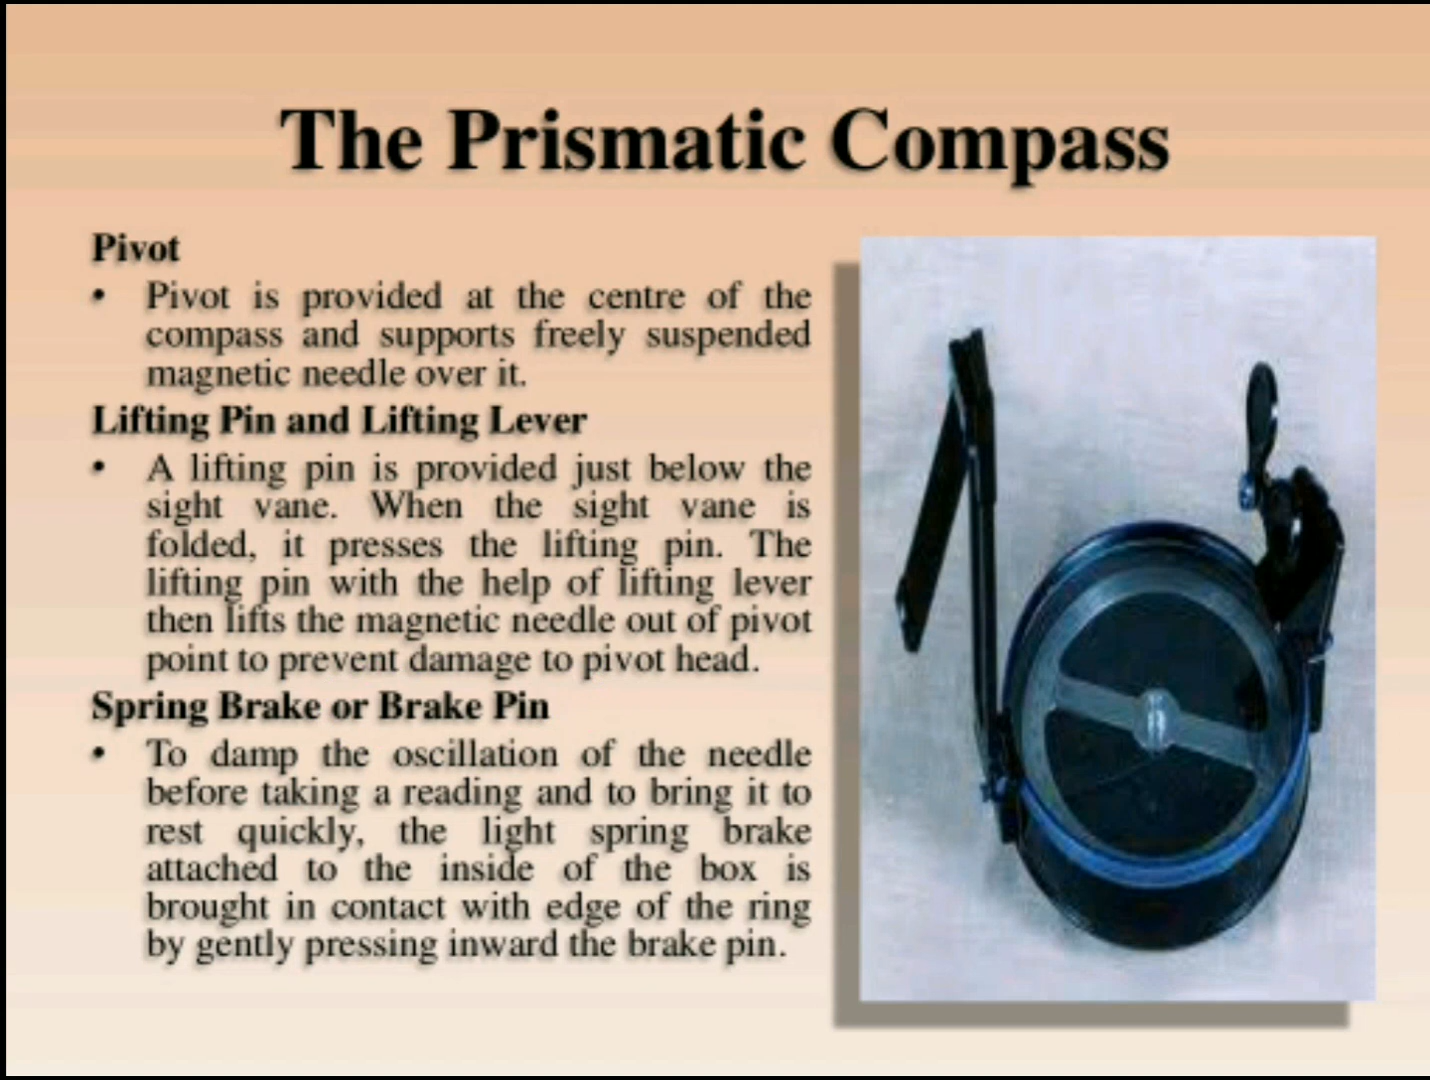 The Prismatic Compass
Pivot
• Pivot is provided at the centre of the
compass and supports freely suspended
magnetic needle over it.
Lifting Pin and Lifting Lever
• A lifting pin is provided just below the
sight vane. When the sight vane is
folded, it presses the lifting pin. The
lifting pin with the help of lifting lever
then lifts the magnetic needle out of pivot
point to prevent damage to pivot head.
Spring Brake or Brake Pin
• To damp the oscillation of the needle
before taking a reading and to bring it to
rest quickly, the light spring brake
attached to the inside of the box is
brought in contact with edge of the ring
by gently pressing inward the brake pin.